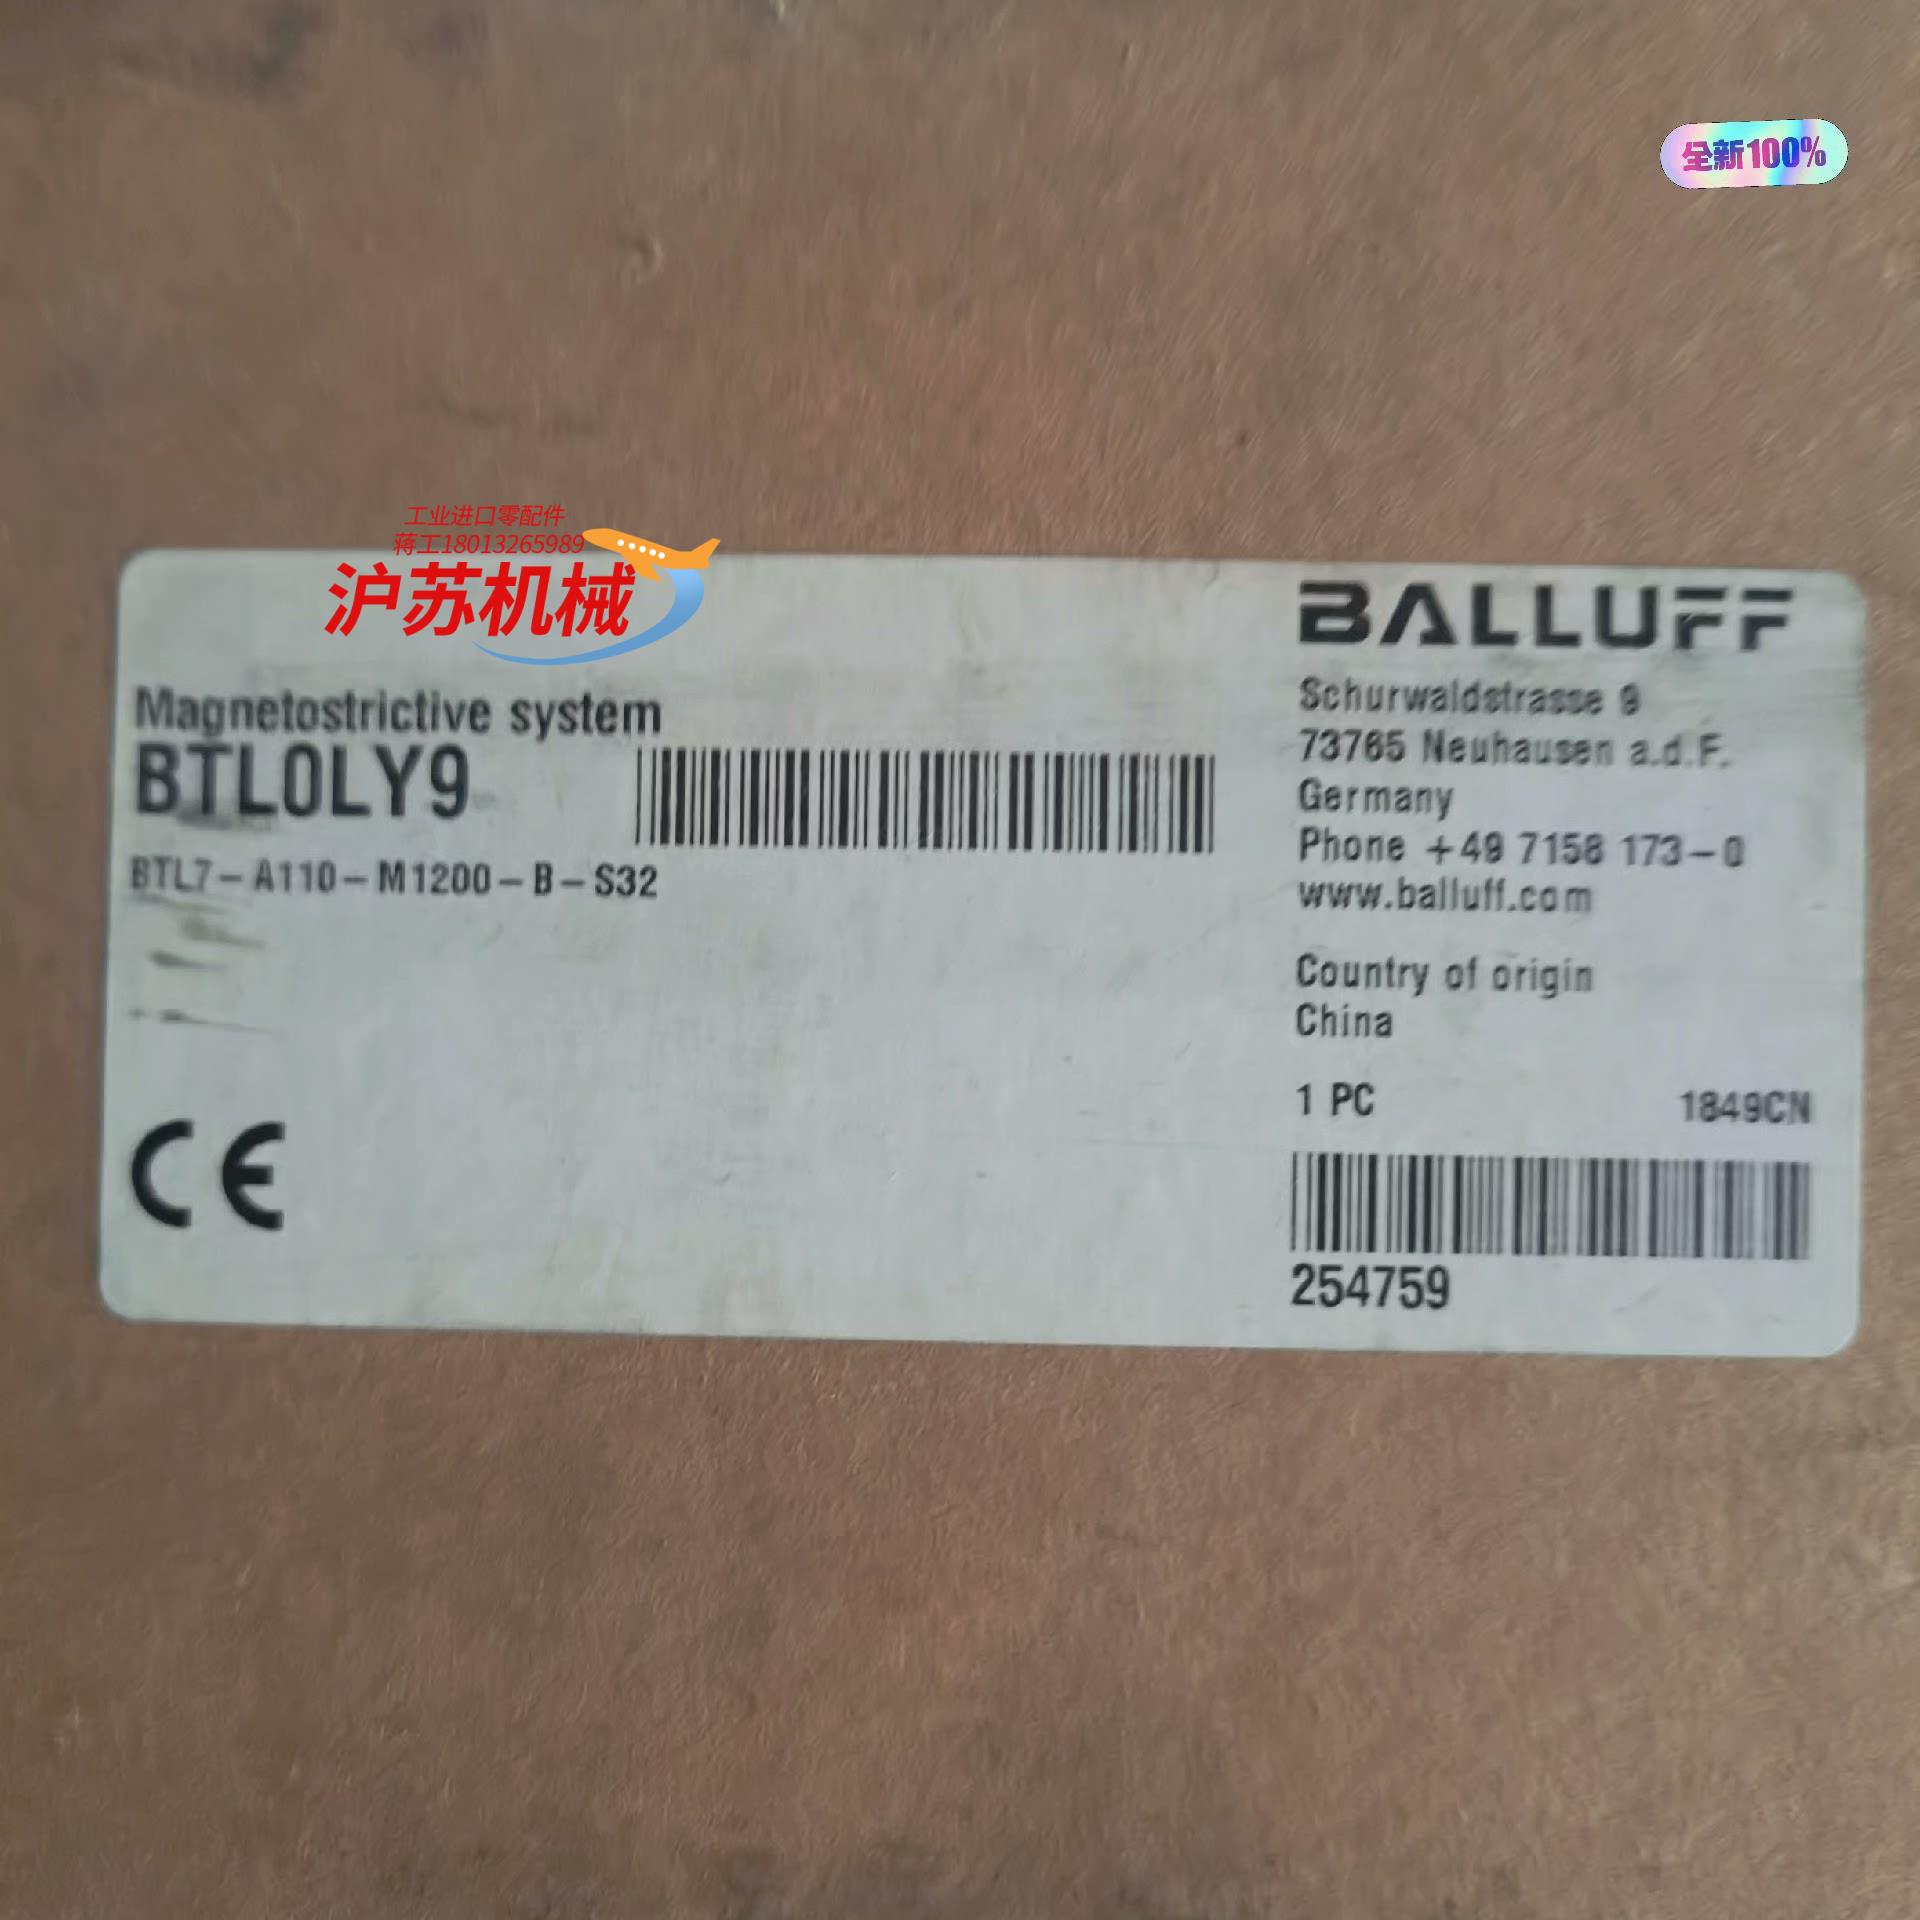 全新100%
工业进口零配件
蒋工18013265989
沪苏机械
BALLUFF
Magnetostrictive system
BTL0LY9
BTL7-A110-M1200-B-S32
Schurwaldstrasse 9
73765 Neuhausen a.d.F.
Germany
Phone +49 7158 173-0
www.balluff.com
Country of origin
China
1 PC 1849CN
254759
CE